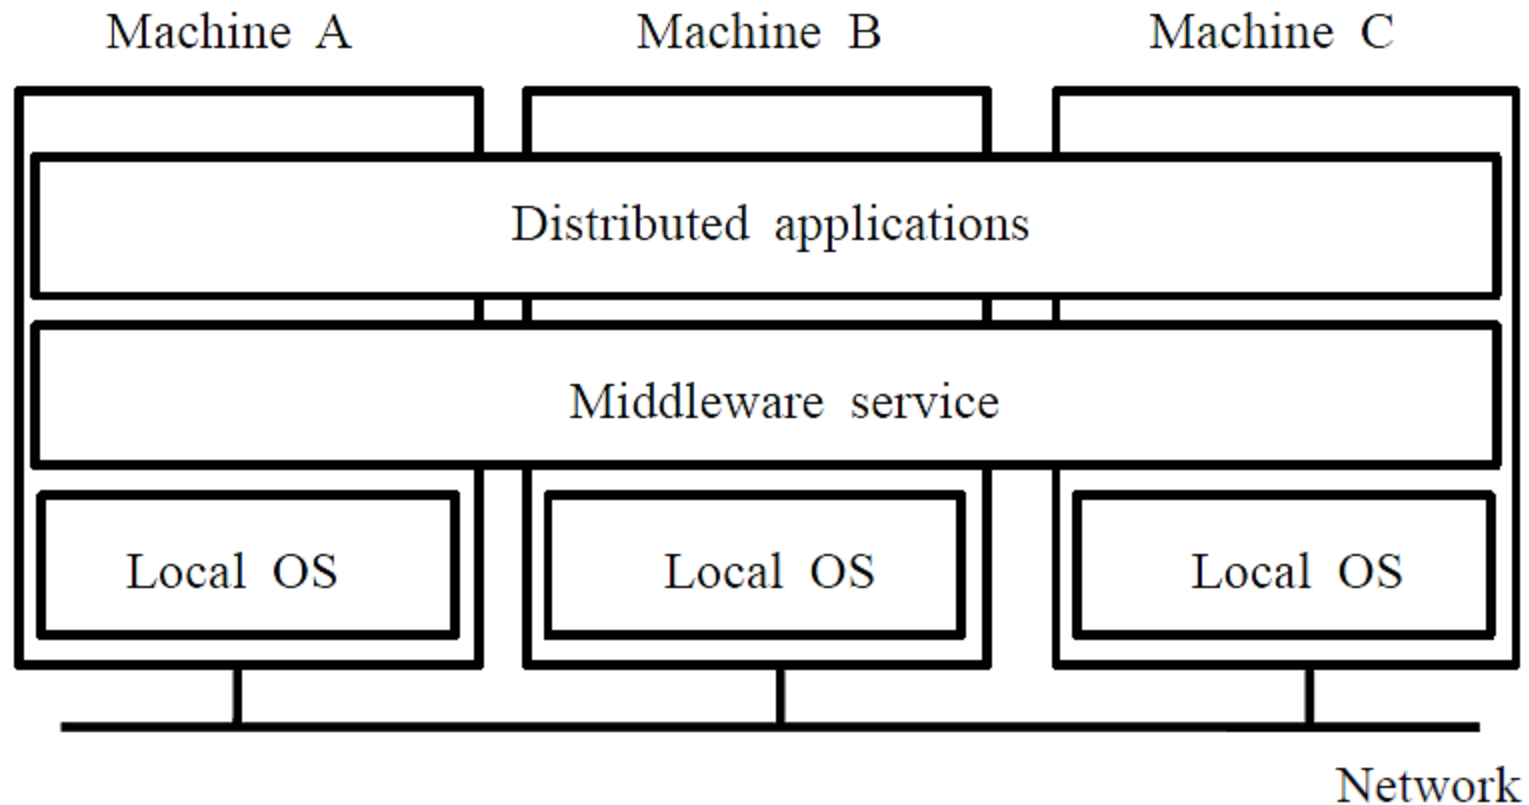 Machine A
Machine B
Machine C
Distributed applications
Middleware service
Local OS
Local OS
Local OS
Network